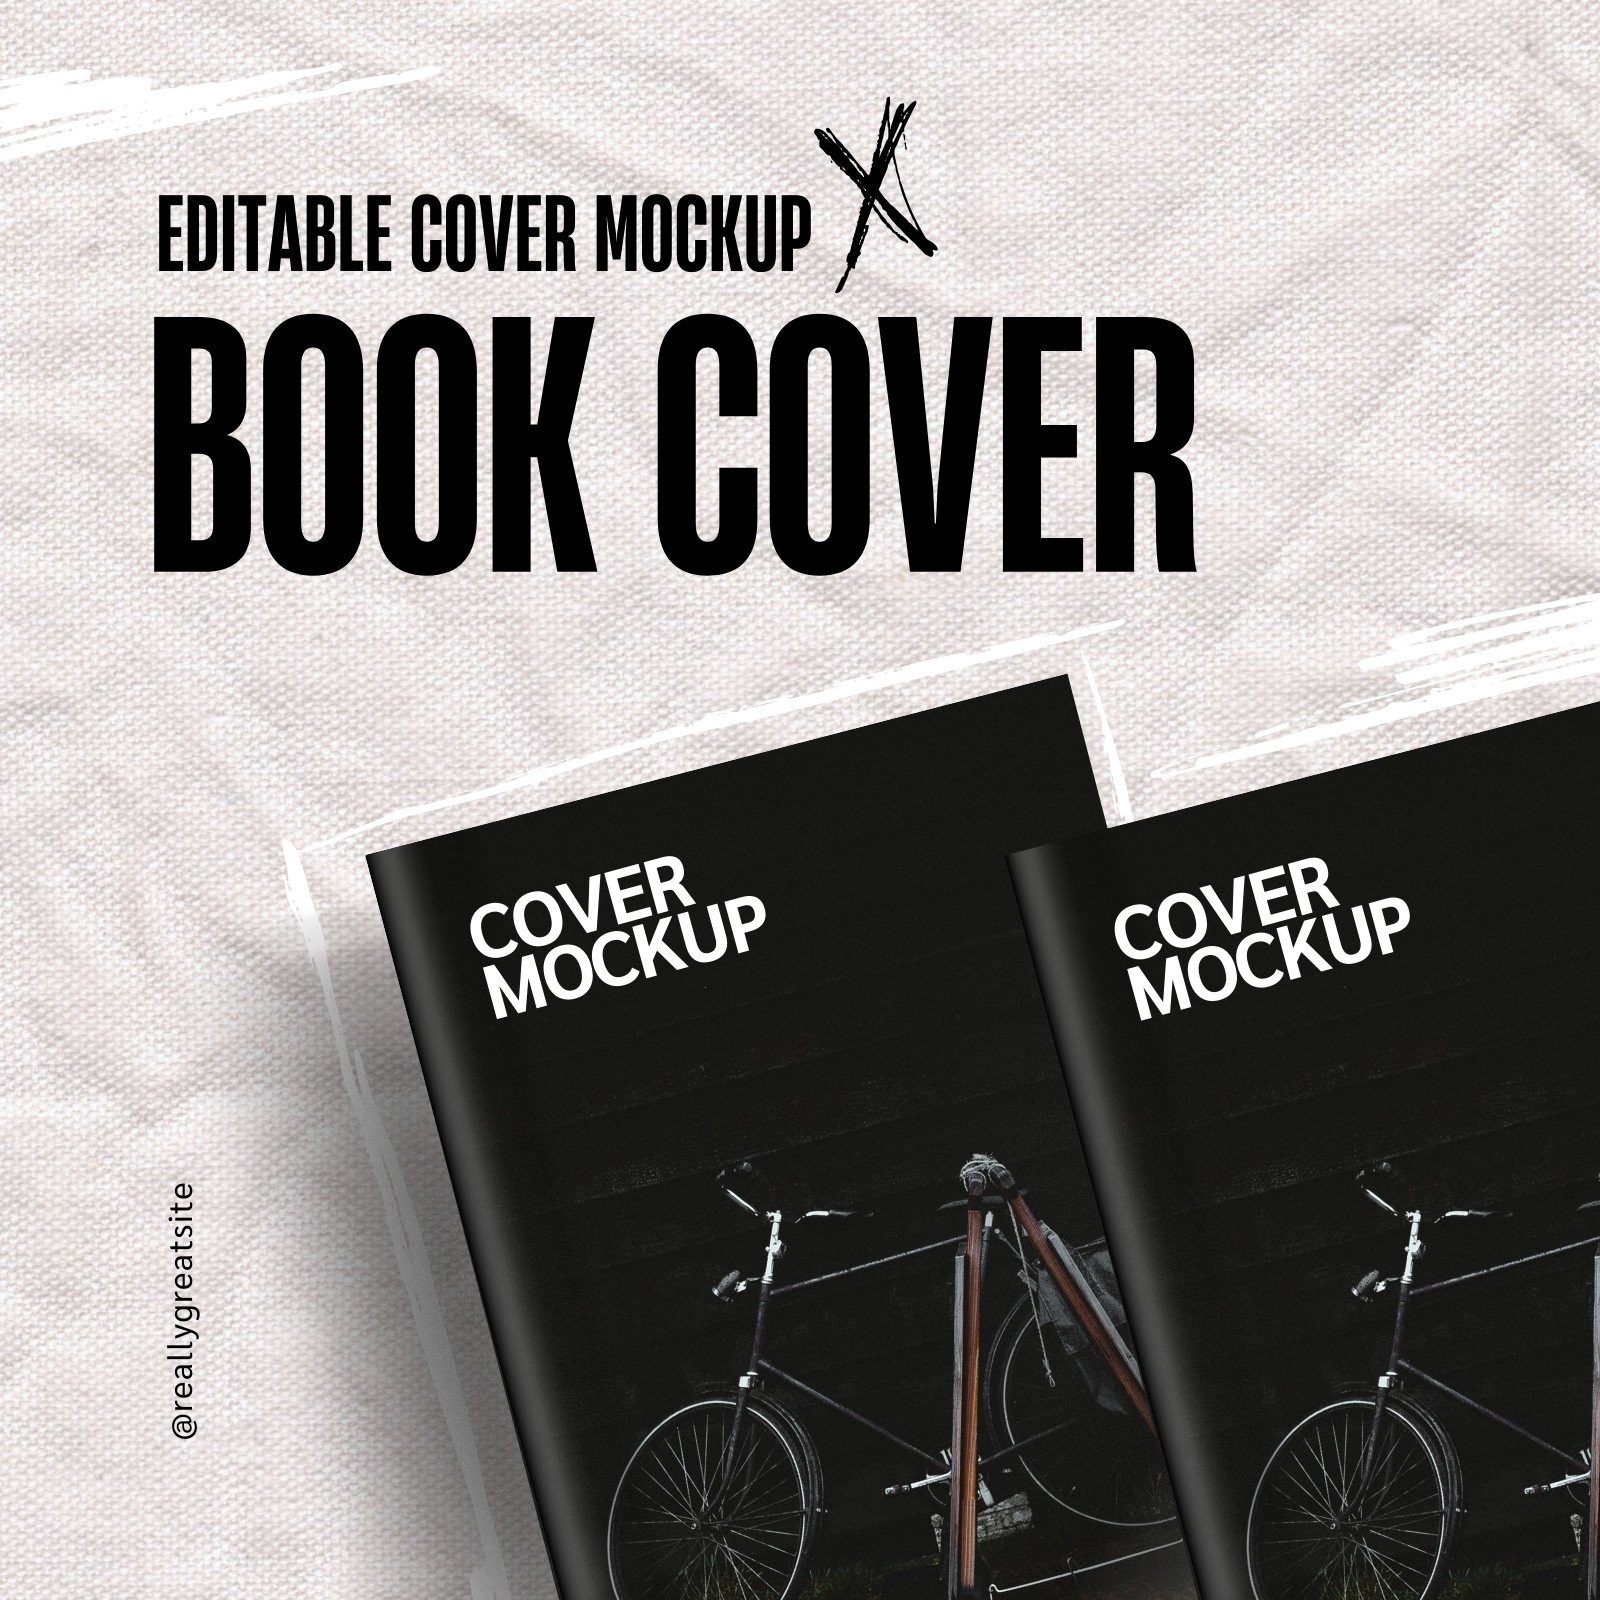 EDITABLE COVER MOCKUP
BOOK COVER
COVER
MOCKUP
COVER
MOCKUP
@reallygreatsite